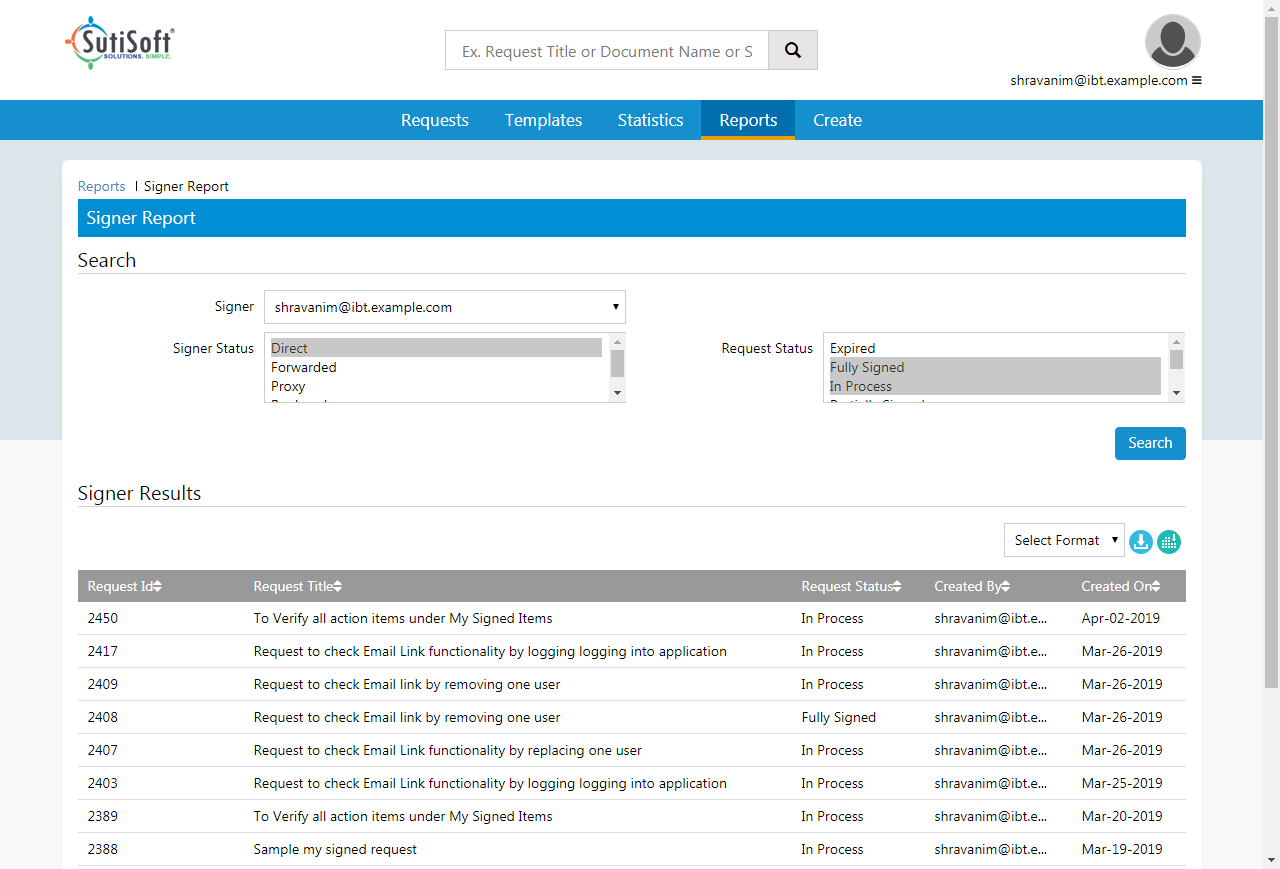 SutiSoft®
SOLUTIONS. SIMPLE.
Ex. Request Title or Document Name or S
shravanim@ibt.example.com
Requests Templates Statistics Reports Create
Reports | Signer Report
Signer Report
Search
Signer shravanim@ibt.example.com
Signer Status Direct
Forwarded
Proxy
Request Status Expired
Fully Signed
In Process
Search
Signer Results
Select Format
Request Id Request Title Request Status Created By Created On
2450 To Verify all action items under My Signed Items In Process shravanim@ibt.e... Apr-02-2019
2417 Request to check Email Link functionality by logging logging into application In Process shravanim@ibt.e... Mar-26-2019
2409 Request to check Email link by removing one user In Process shravanim@ibt.e... Mar-26-2019
2408 Request to check Email link by removing one user Fully Signed shravanim@ibt.e... Mar-26-2019
2407 Request to check Email Link functionality by replacing one user In Process shravanim@ibt.e... Mar-26-2019
2403 Request to check Email Link functionality by logging logging into application In Process shravanim@ibt.e... Mar-25-2019
2389 To Verify all action items under My Signed Items In Process shravanim@ibt.e... Mar-20-2019
2388 Sample my signed request In Process shravanim@ibt.e... Mar-19-2019